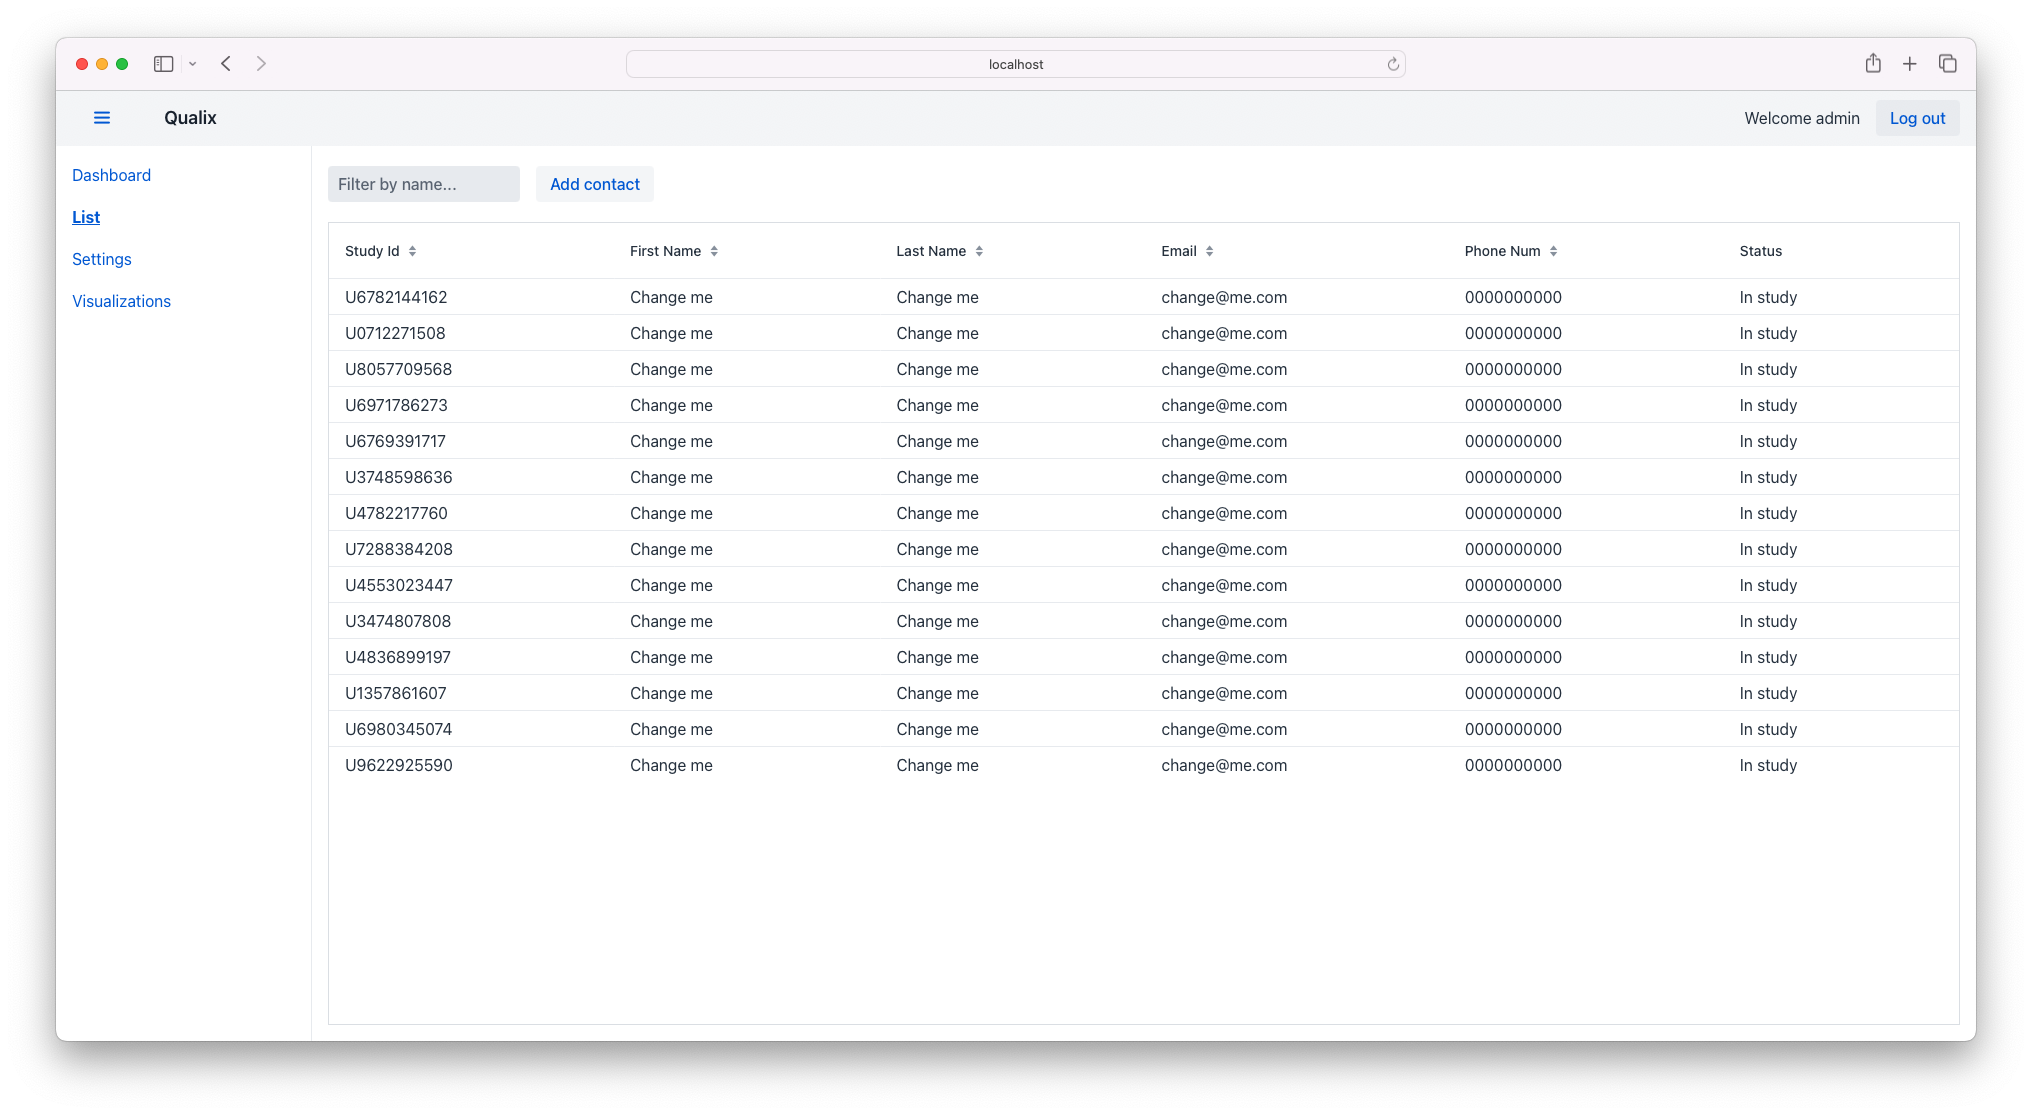 localhost
Qualix
Welcome admin
Log out
Dashboard
List
Settings
Visualizations
Filter by name...
Add contact
Study Id First Name Last Name Email Phone Num Status
U6782144162 Change me Change me change@me.com 0000000000 In study
U0712271508 Change me Change me change@me.com 0000000000 In study
U8057709568 Change me Change me change@me.com 0000000000 In study
U6971786273 Change me Change me change@me.com 0000000000 In study
U6769391717 Change me Change me change@me.com 0000000000 In study
U3748598636 Change me Change me change@me.com 0000000000 In study
U4782217760 Change me Change me change@me.com 0000000000 In study
U7288384208 Change me Change me change@me.com 0000000000 In study
U4553023447 Change me Change me change@me.com 0000000000 In study
U3474807808 Change me Change me change@me.com 0000000000 In study
U4836899197 Change me Change me change@me.com 0000000000 In study
U1357861607 Change me Change me change@me.com 0000000000 In study
U6980345074 Change me Change me change@me.com 0000000000 In study
U9622925590 Change me Change me change@me.com 0000000000 In study